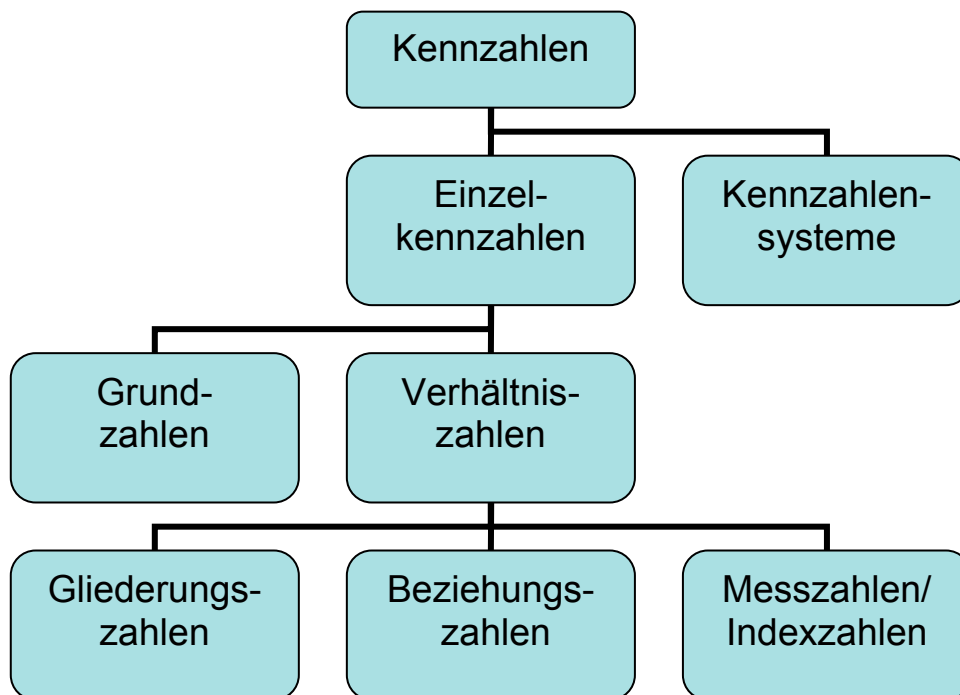 Kennzahlen
Einzel-
kennzahlen
Kennzahlen-
systeme
Grund-
zahlen
Verhältnis-
zahlen
Gliederungs-
zahlen
Beziehungs-
zahlen
Messzahlen/
Indexzahlen